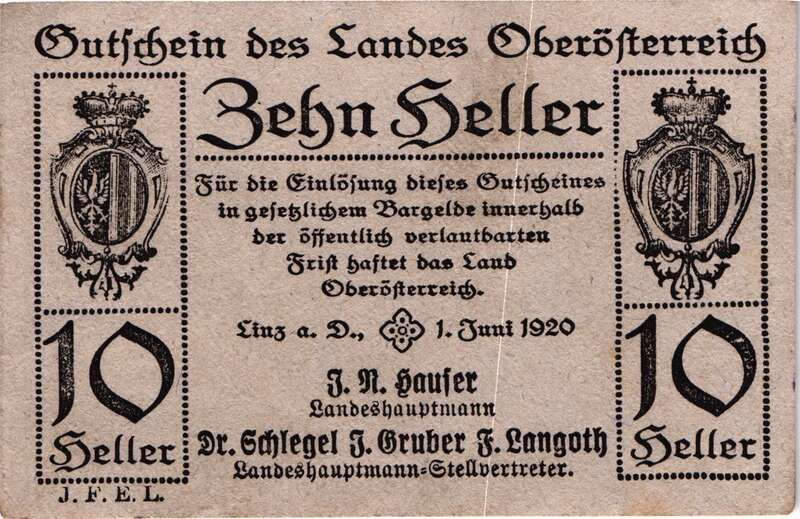 Gutschein des Landes Oberösterreich
Zehn Heller
Für die Einlösung dieses Gutscheines
in gesetzlichem Bargelde innerhalb
der öffentlich verlautbarten
Frist haftet das Land
Oberösterreich.
Linz a. D., 1. Juni 1920
J. N. Hauser
Landeshauptmann
Dr. Schlegel J. Gruber F. Langoth
Landeshauptmann-Stellvertreter.
10
Heller
10
Heller
J. F. E. L.